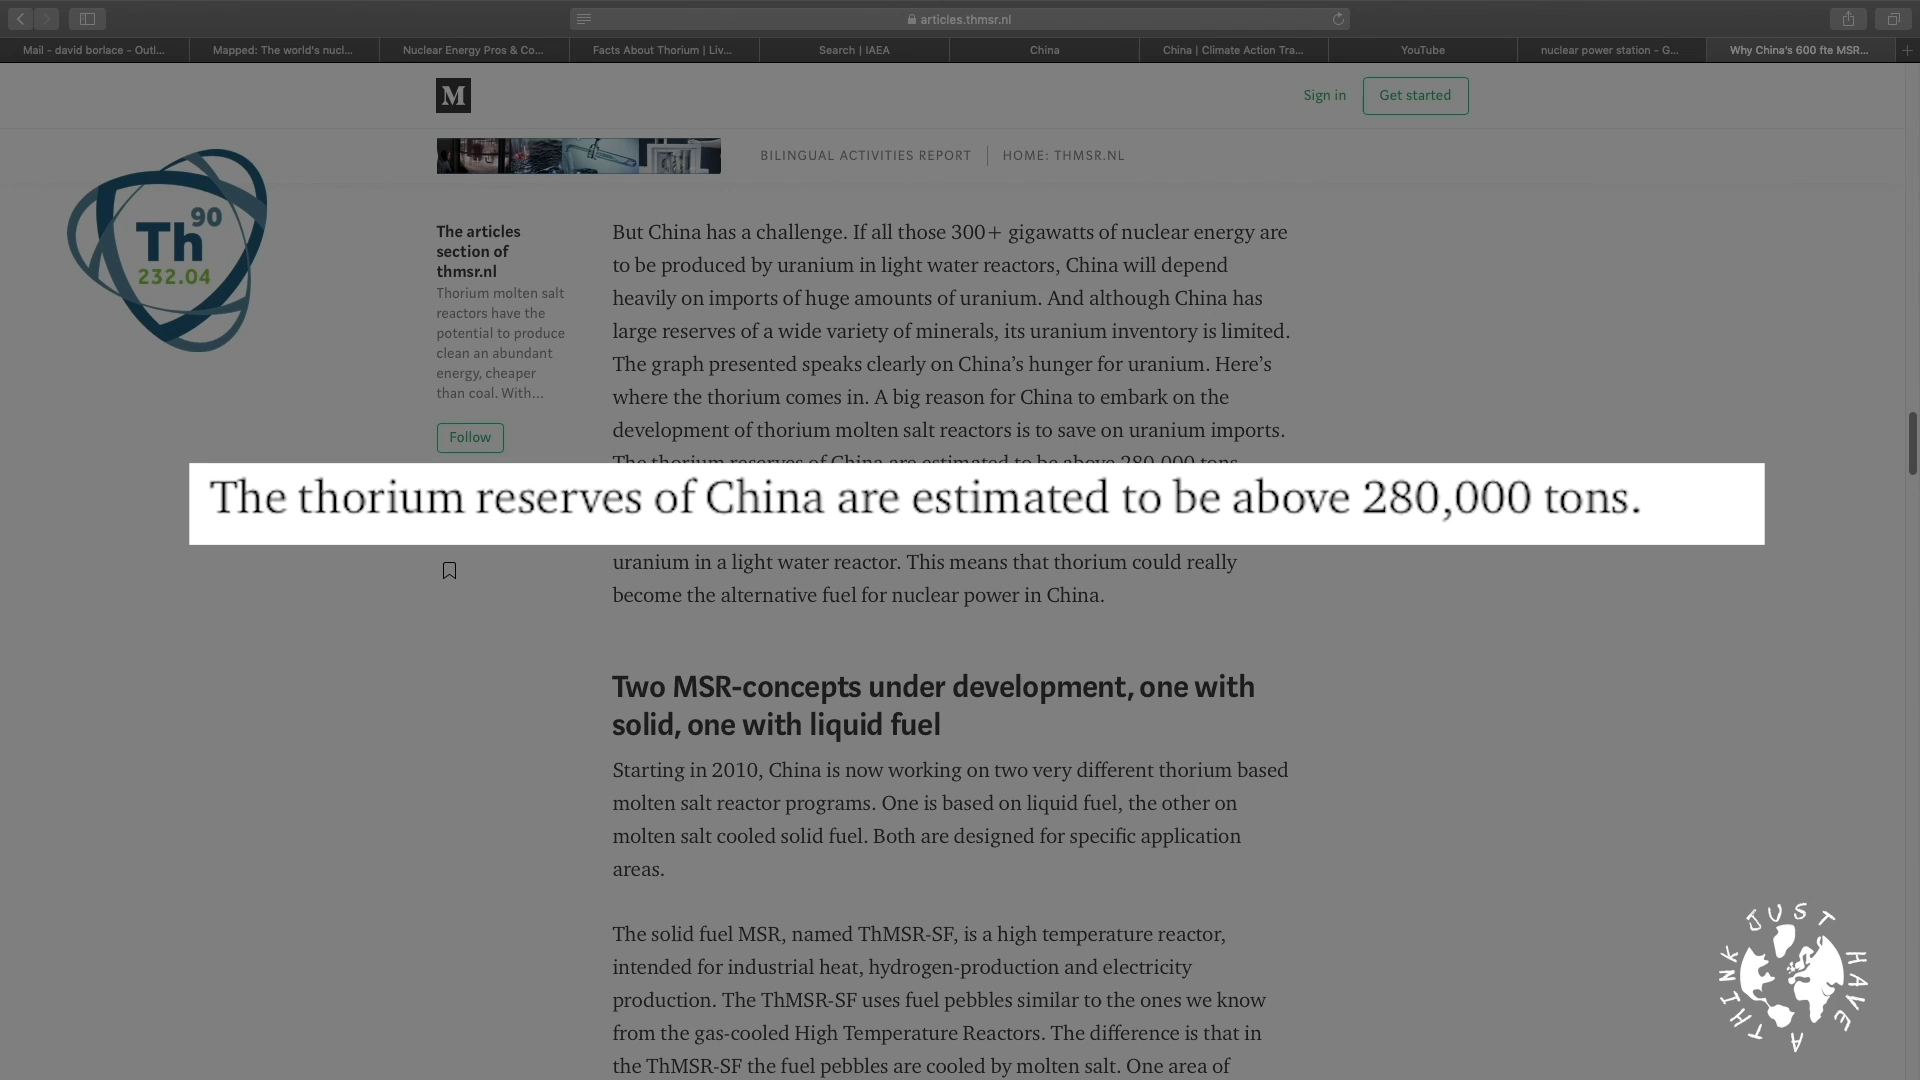 articles.thmsr.nl
Mail - david borlace - Outl...
Mapped: The world's nucl...
Nuclear Energy Pros & Co...
Facts About Thorium | Liv...
Search | IAEA
China
China | Climate Action Tra...
YouTube
nuclear power station - G...
Why China's 600 fte MSR...
M
Sign in
Get started
BILINGUAL ACTIVITIES REPORT
HOME: THMSR.NL
Th90
232.04
The articles
section of
thmsr.nl
Thorium molten salt
reactors have the
potential to produce
clean an abundant
energy, cheaper
than coal. With...
Follow
But China has a challenge. If all those 300+ gigawatts of nuclear energy are
to be produced by uranium in light water reactors, China will depend
heavily on imports of huge amounts of uranium. And although China has
large reserves of a wide variety of minerals, its uranium inventory is limited.
The graph presented speaks clearly on China's hunger for uranium. Here's
where the thorium comes in. A big reason for China to embark on the
development of thorium molten salt reactors is to save on uranium imports.
The thorium reserves of China are estimated to be above 280,000 tons.
The thorium reserves of China are estimated to be above 280,000 tons.
uranium in a light water reactor. This means that thorium could really
become the alternative fuel for nuclear power in China.
Two MSR-concepts under development, one with
solid, one with liquid fuel
Starting in 2010, China is now working on two very different thorium based
molten salt reactor programs. One is based on liquid fuel, the other on
molten salt cooled solid fuel. Both are designed for specific application
areas.
The solid fuel MSR, named ThMSR-SF, is a high temperature reactor,
intended for industrial heat, hydrogen-production and electricity
production. The ThMSR-SF uses fuel pebbles similar to the ones we know
from the gas-cooled High Temperature Reactors. The difference is that in
the ThMSR-SF the fuel pebbles are cooled by molten salt. One area of
JUST HAVE A THINK